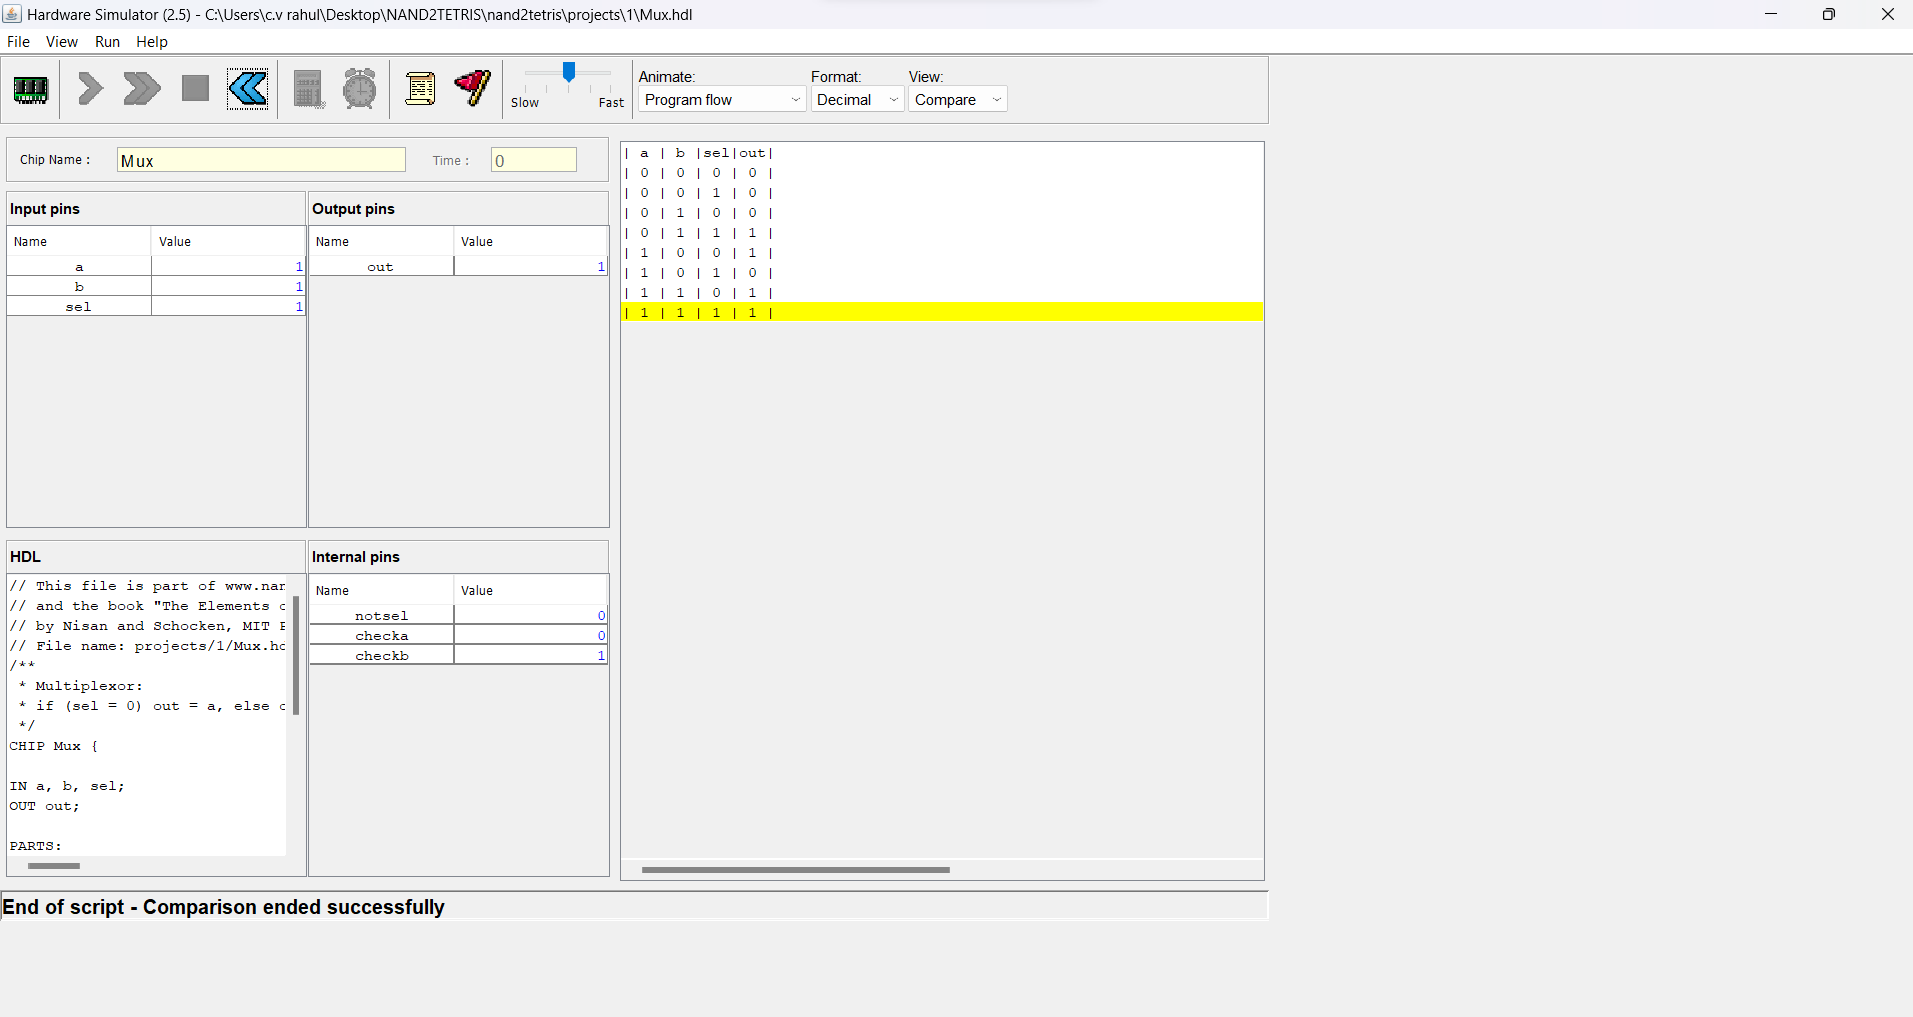 Hardware Simulator (2.5) - C:\Users\c.v rahul\Desktop\NAND2TETRIS\nand2tetris\projects\1\Mux.hdl
File View Run Help
Slow Fast
Animate: Format: View:
Program flow Decimal Compare
Chip Name : Mux Time : 0
Input pins
Name Value
a 1
b 1
sel 1
Output pins
Name Value
out 1
HDL
// This file is part of www.nan
// and the book "The Elements o
// by Nisan and Schocken, MIT P
// File name: projects/1/Mux.hd
/**
* Multiplexor:
* if (sel = 0) out = a, else o
*/
CHIP Mux {
IN a, b, sel;
OUT out;
PARTS:
Internal pins
Name Value
notsel 0
checka 0
checkb 1
| a | b |sel|out|
| 0 | 0 | 0 | 0 |
| 0 | 0 | 1 | 0 |
| 0 | 1 | 0 | 0 |
| 0 | 1 | 1 | 1 |
| 1 | 0 | 0 | 1 |
| 1 | 0 | 1 | 0 |
| 1 | 1 | 0 | 1 |
| 1 | 1 | 1 | 1 |
End of script - Comparison ended successfully